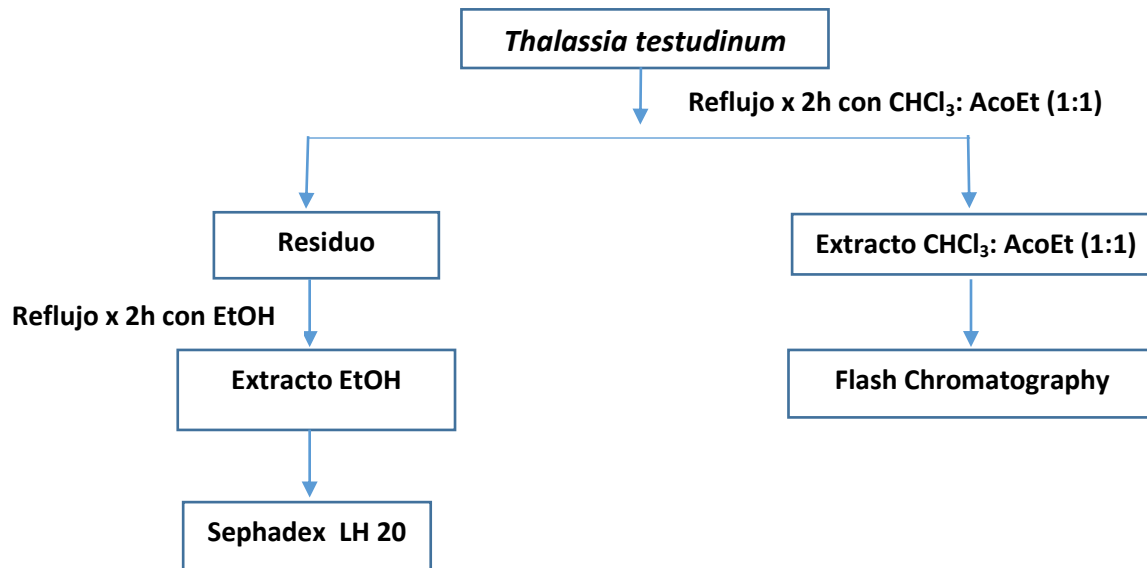 Thalassia testudinum
Reflujo x 2h con CHCl₃: AcoEt (1:1)
Residuo
Extracto CHCl₃: AcoEt (1:1)
Reflujo x 2h con EtOH
Extracto EtOH
Flash Chromatography
Sephadex LH 20